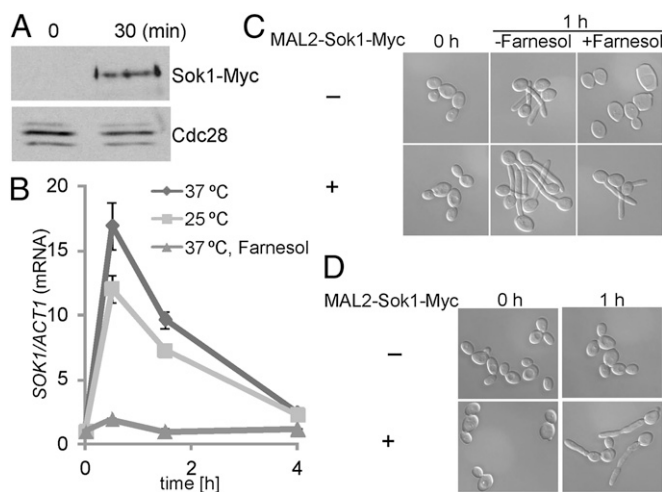 A
0 30 (min)
Sok1-Myc
Cdc28
B
SOK1/ACT1 (mRNA)
20
15
10
5
0
37 ºC
25 ºC
37 ºC, Farnesol
0 2 4
time [h]
C
1 h
MAL2-Sok1-Myc 0 h -Farnesol +Farnesol
−
+
D
MAL2-Sok1-Myc 0 h 1 h
−
+